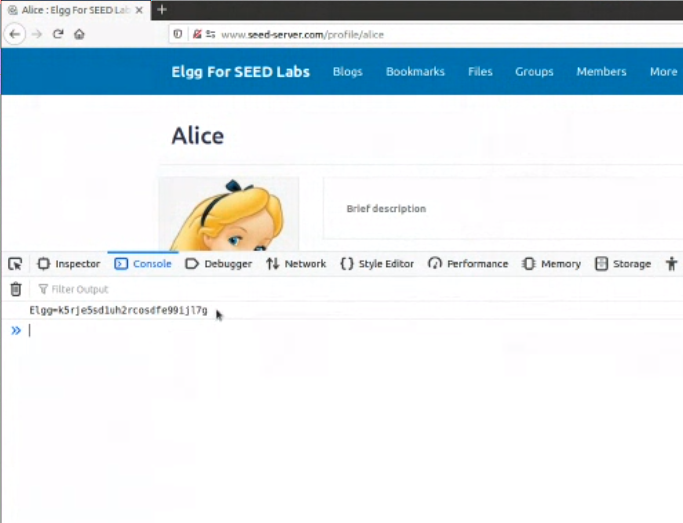 Alice : Elgg For SEED Lab
www.seed-server.com/profile/alice
Elgg For SEED Labs Blogs Bookmarks Files Groups Members More
Alice
Brief description
Inspector Console Debugger Network Style Editor Performance Memory Storage
Filter Output
Elgg=k5rje5sd1uh2rcosdfe99ijl7g